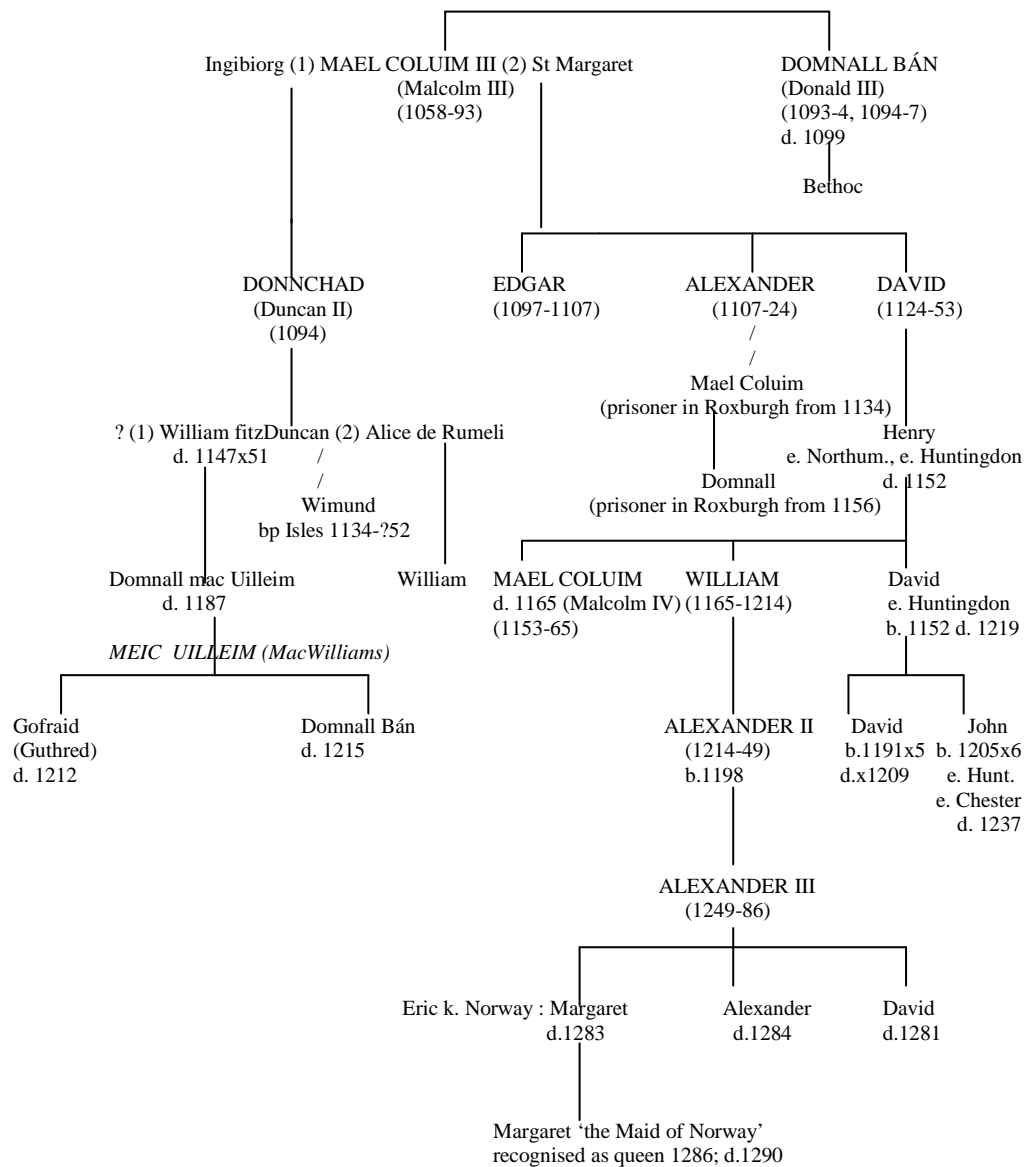 Ingibiorg (1) MAEL COLUIM III (2) St Margaret
(Malcolm III)
(1058-93)
DOMNALL BÁN
(Donald III)
(1093-4, 1094-7)
d. 1099
Bethoc
DONNCHAD
(Duncan II)
(1094)
EDGAR
(1097-1107)
ALEXANDER
(1107-24)
/
/
Mael Coluim
(prisoner in Roxburgh from 1134)
DAVID
(1124-53)
? (1) William fitzDuncan (2) Alice de Rumeli
d. 1147x51
/
/
Wimund
bp Isles 1134-?52
Domnall
(prisoner in Roxburgh from 1156)
Henry
e. Northum., e. Huntingdon
d. 1152
Domnall mac Uilleim
d. 1187
William
MAEL COLUIM
d. 1165 (Malcolm IV)
(1153-65)
WILLIAM
(1165-1214)
David
e. Huntingdon
b. 1152 d. 1219
MEIC UILLEIM (MacWilliams)
Gofraid
(Guthred)
d. 1212
Domnall Bán
d. 1215
ALEXANDER II
(1214-49)
b.1198
David
b.1191x5
d.x1209
John
b. 1205x6
e. Hunt.
e. Chester
d. 1237
ALEXANDER III
(1249-86)
Eric k. Norway : Margaret
d.1283
Alexander
d.1284
David
d.1281
Margaret ‘the Maid of Norway’
recognised as queen 1286; d.1290